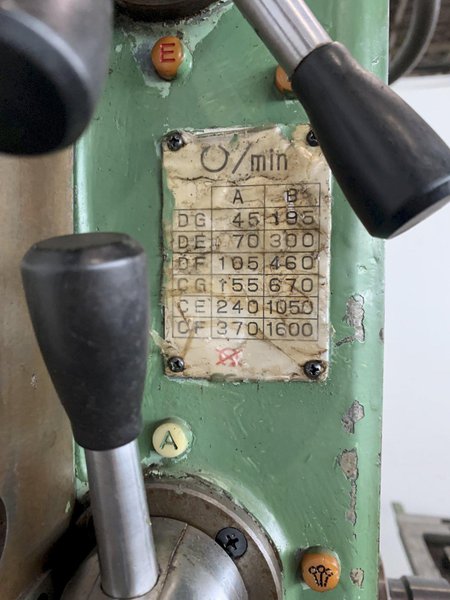 E
/min
A B
DG 45 195
DE 70 300
DF 105 460
CG 155 670
CE 240 1050
CF 370 1600
A